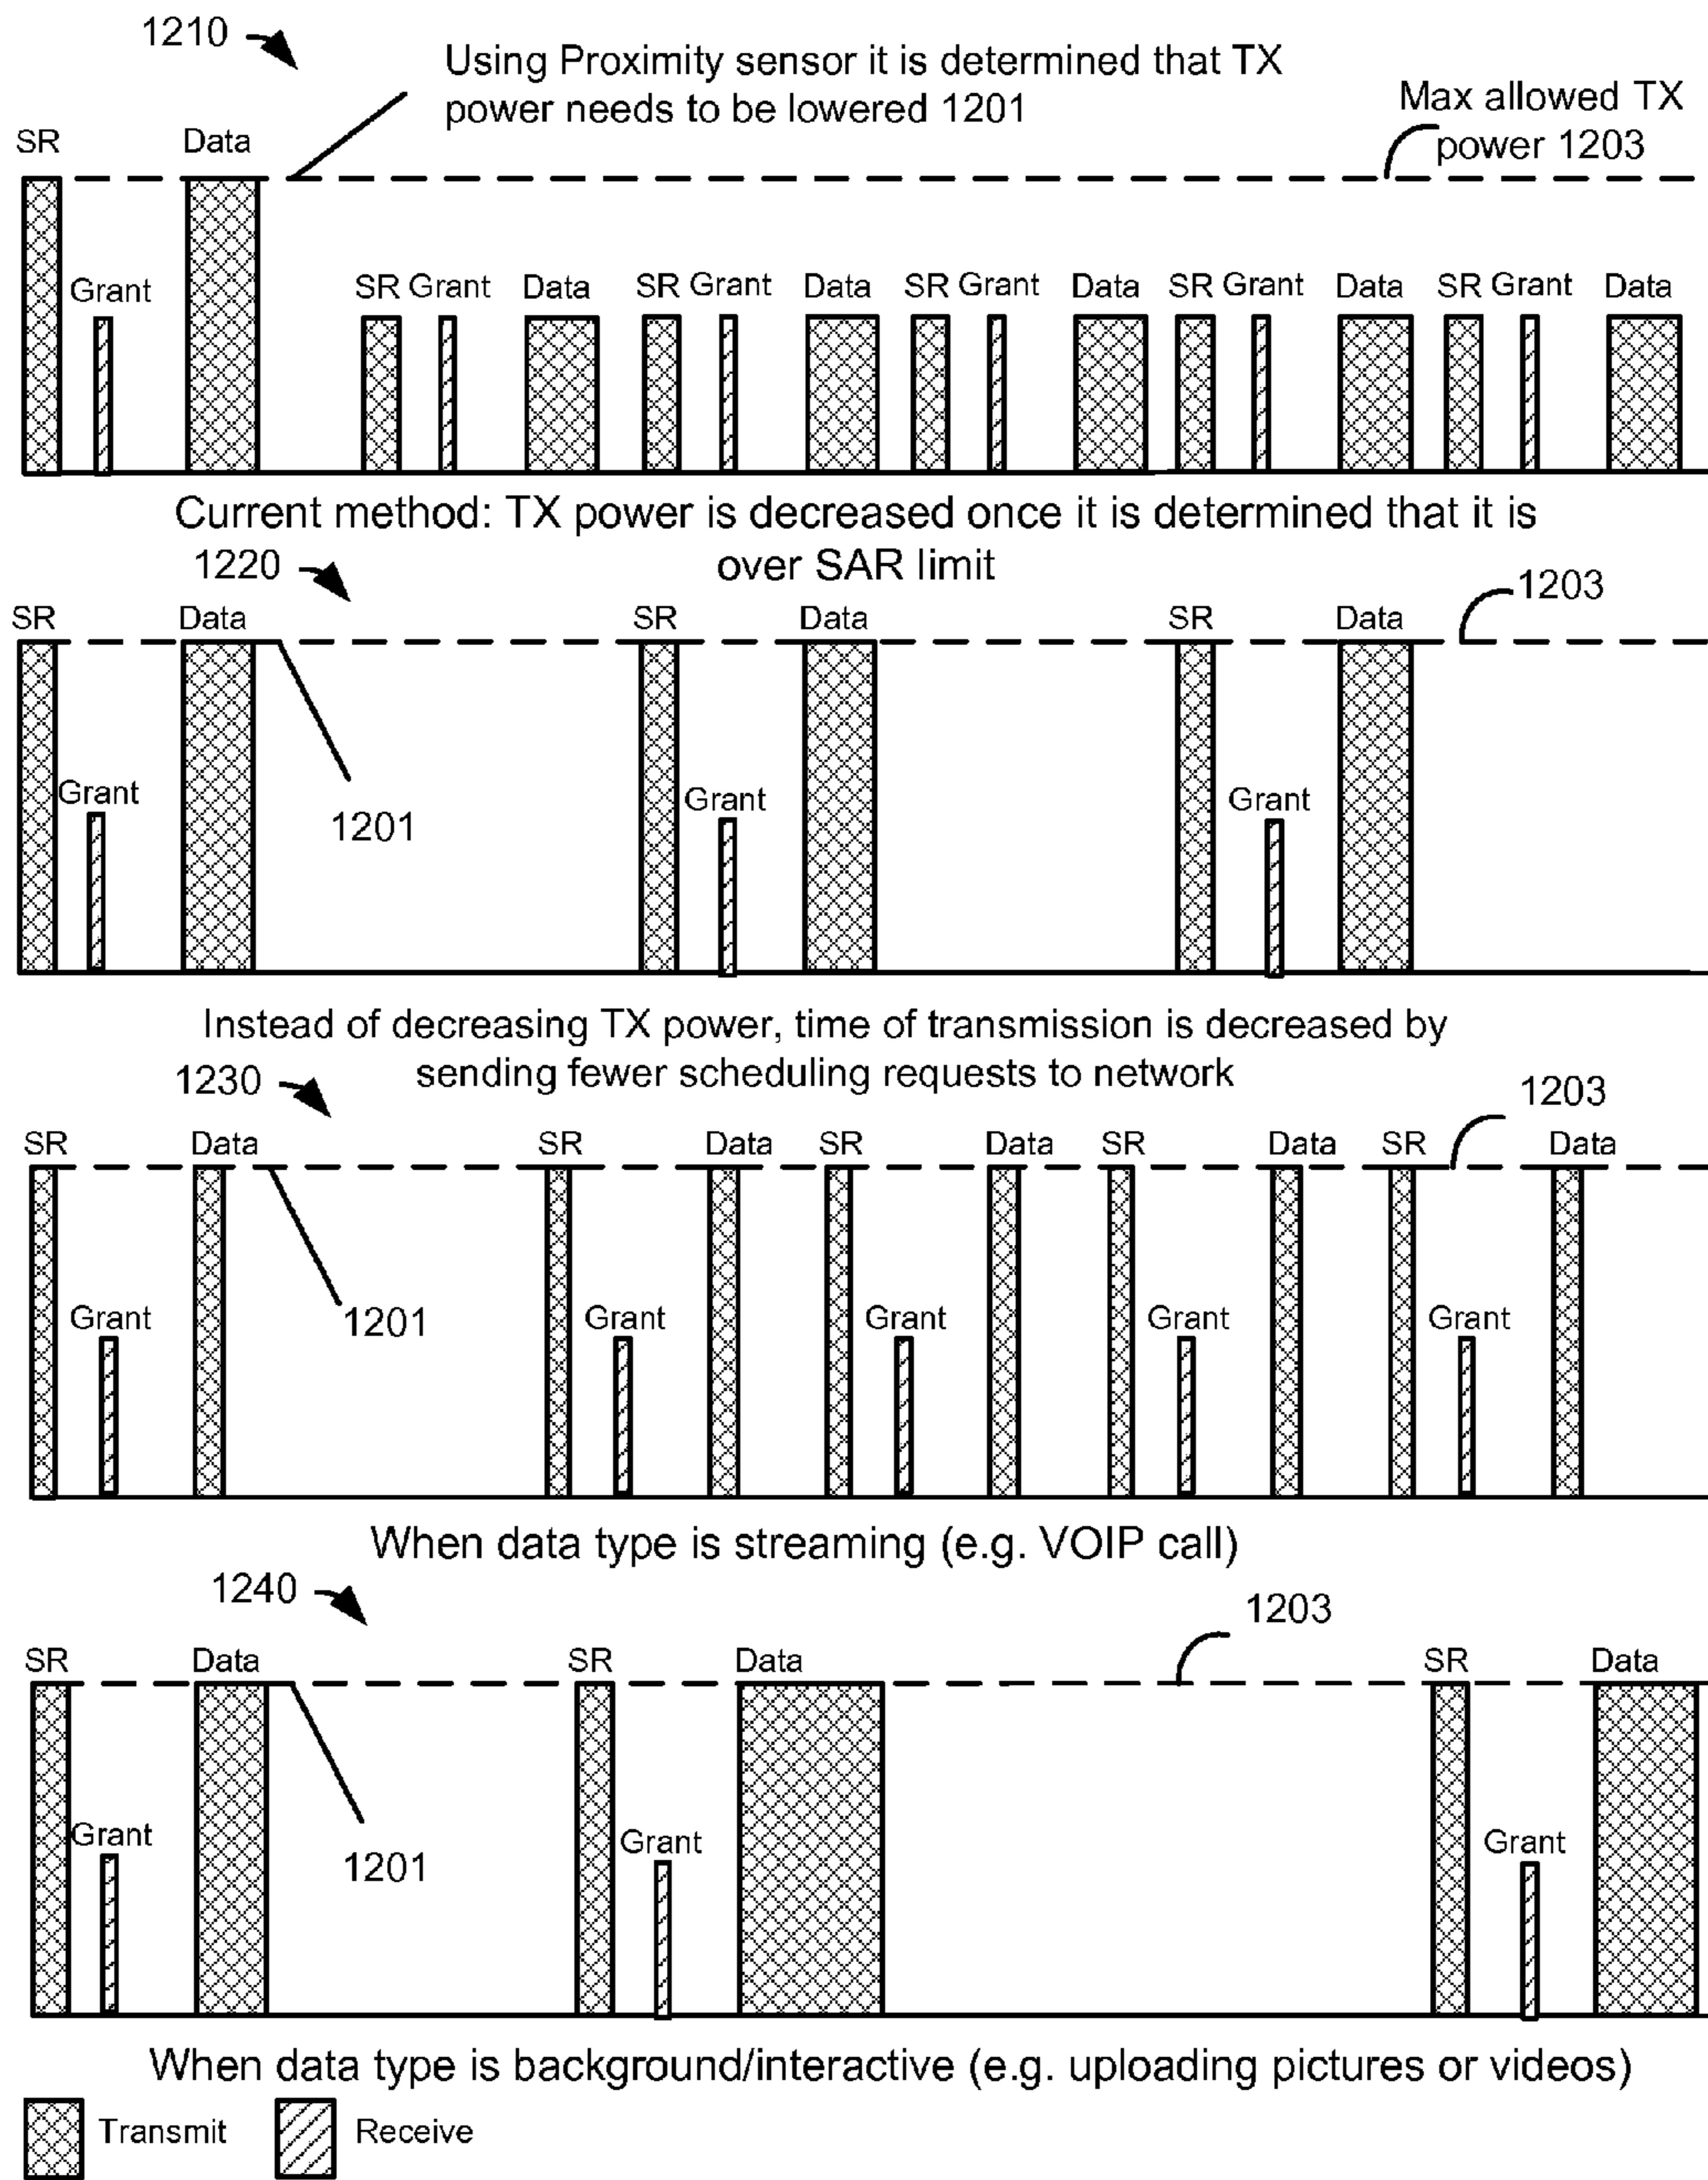 1210
Using Proximity sensor it is determined that TX
power needs to be lowered 1201
Max allowed TX
power 1203
SR Data
Grant
SR Grant Data SR Grant Data SR Grant Data SR Grant Data SR Grant Data
Current method: TX power is decreased once it is determined that it is
over SAR limit
1220
1203
SR Data SR Data SR Data
Grant Grant Grant
1201
Instead of decreasing TX power, time of transmission is decreased by
sending fewer scheduling requests to network
1230
1203
SR Data SR Data SR Data SR Data SR Data
Grant Grant Grant Grant Grant
1201
When data type is streaming (e.g. VOIP call)
1240
1203
SR Data SR Data SR Data
Grant Grant Grant
1201
When data type is background/interactive (e.g. uploading pictures or videos)
Transmit Receive